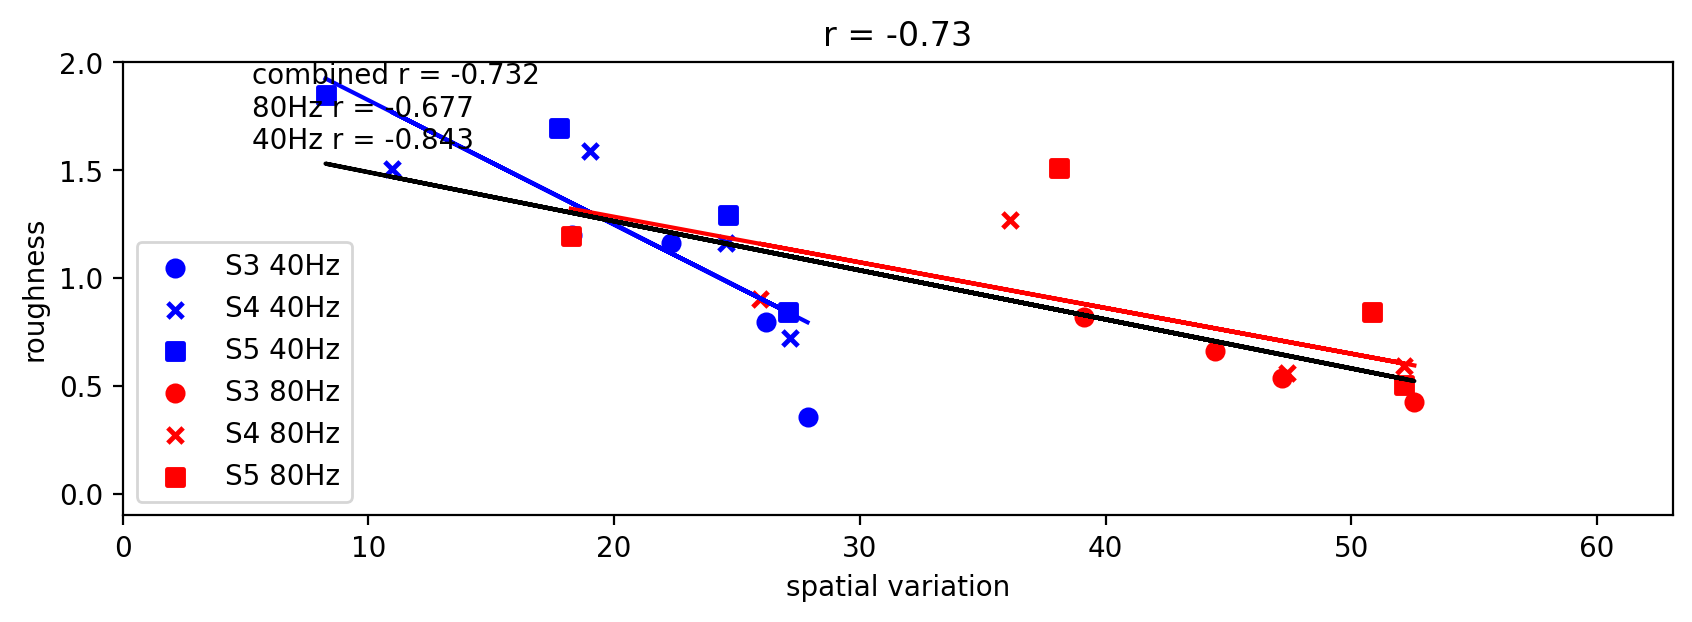 r = -0.73
combined r = -0.732
80Hz r = -0.677
40Hz r = -0.843
2.0
1.5
1.0
0.5
0.0
roughness
S3 40Hz
S4 40Hz
S5 40Hz
S3 80Hz
S4 80Hz
S5 80Hz
0 10 20 30 40 50 60
spatial variation